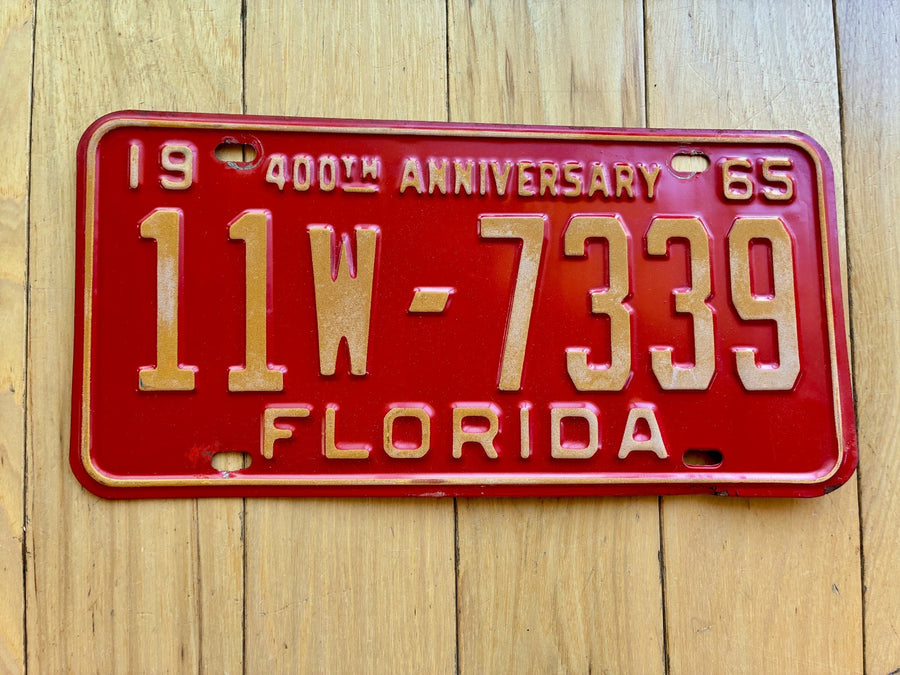 19 400TH ANNIVERSARY 65
11W-7339
FLORIDA